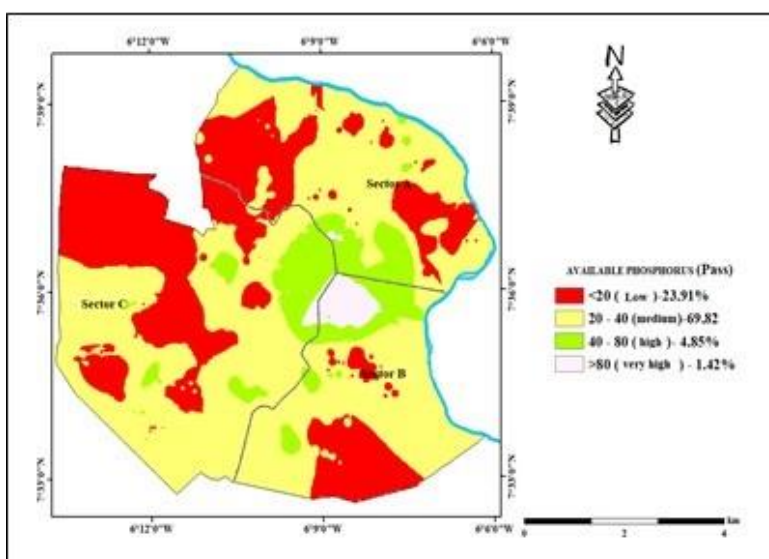 6°12'0"W 6°9'0"W 6°6'0"W
N
7°39'0"N 7°39'0"N
Sector A
AVAILABLE PHOSPHORUS (Pass)
7°36'0"N 7°36'0"N
<20 ( Low )-23.91%
Sector C
20 - 40 (medium)-69.82
40 - 80 ( high )- 4.85%
>80 ( very high ) - 1.42%
B
7°33'0"N 7°33'0"N
km
6°12'0"W 6°9'0"W 6°6'0"W
0 2 4